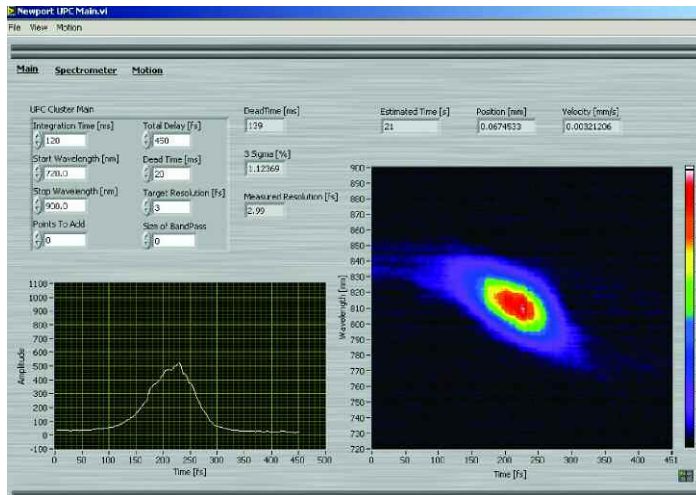 Newport UPC Main.vi
File View Motion
Main Spectrometer Motion
UPC Cluster Main
Integration Time [ms]
120
Total Delay [fs]
450
Start Wavelength [nm]
720.0
Dead Time [ms]
20
Stop Wavelength [nm]
900.0
Target Resolution [fs]
3
Points To Add
0
Size of BandPass
0
DeadTime [ms]
139
3 Sigma [%]
1.12369
Measured Resolution [fs]
2.99
Estimated Time [s]
21
Position [mm]
0.0674533
Velocity [mm/s]
0.00321206
1100
1000
900
800
700
600
500
400
300
200
100
0
-100
Amplitude
0 50 100 150 200 250 300 350 400 450 500
Time [fs]
900
890
880
870
860
850
840
830
820
810
800
790
780
770
760
750
740
730
720
Wavelength [nm]
0 50 100 150 200 250 300 350 400 451
Time [fs]